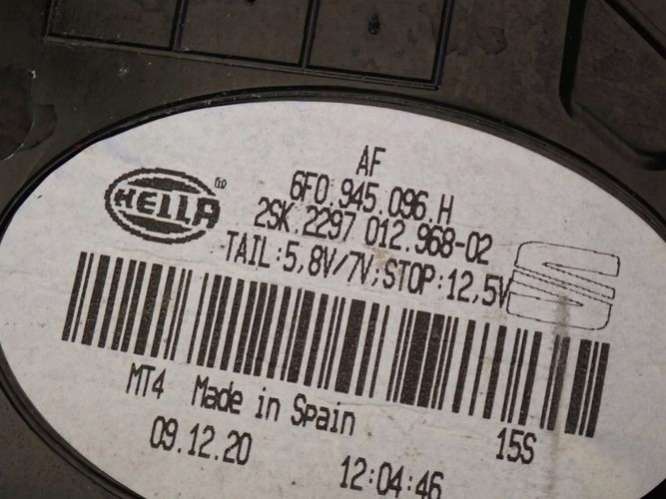 AF
6F0.945.096.H
HELLA ®
2SK.2297 012.968-02
TAIL:5,8V/7V;STOP:12,5V
MT4 Made in Spain 15S
09.12.20 12:04:46